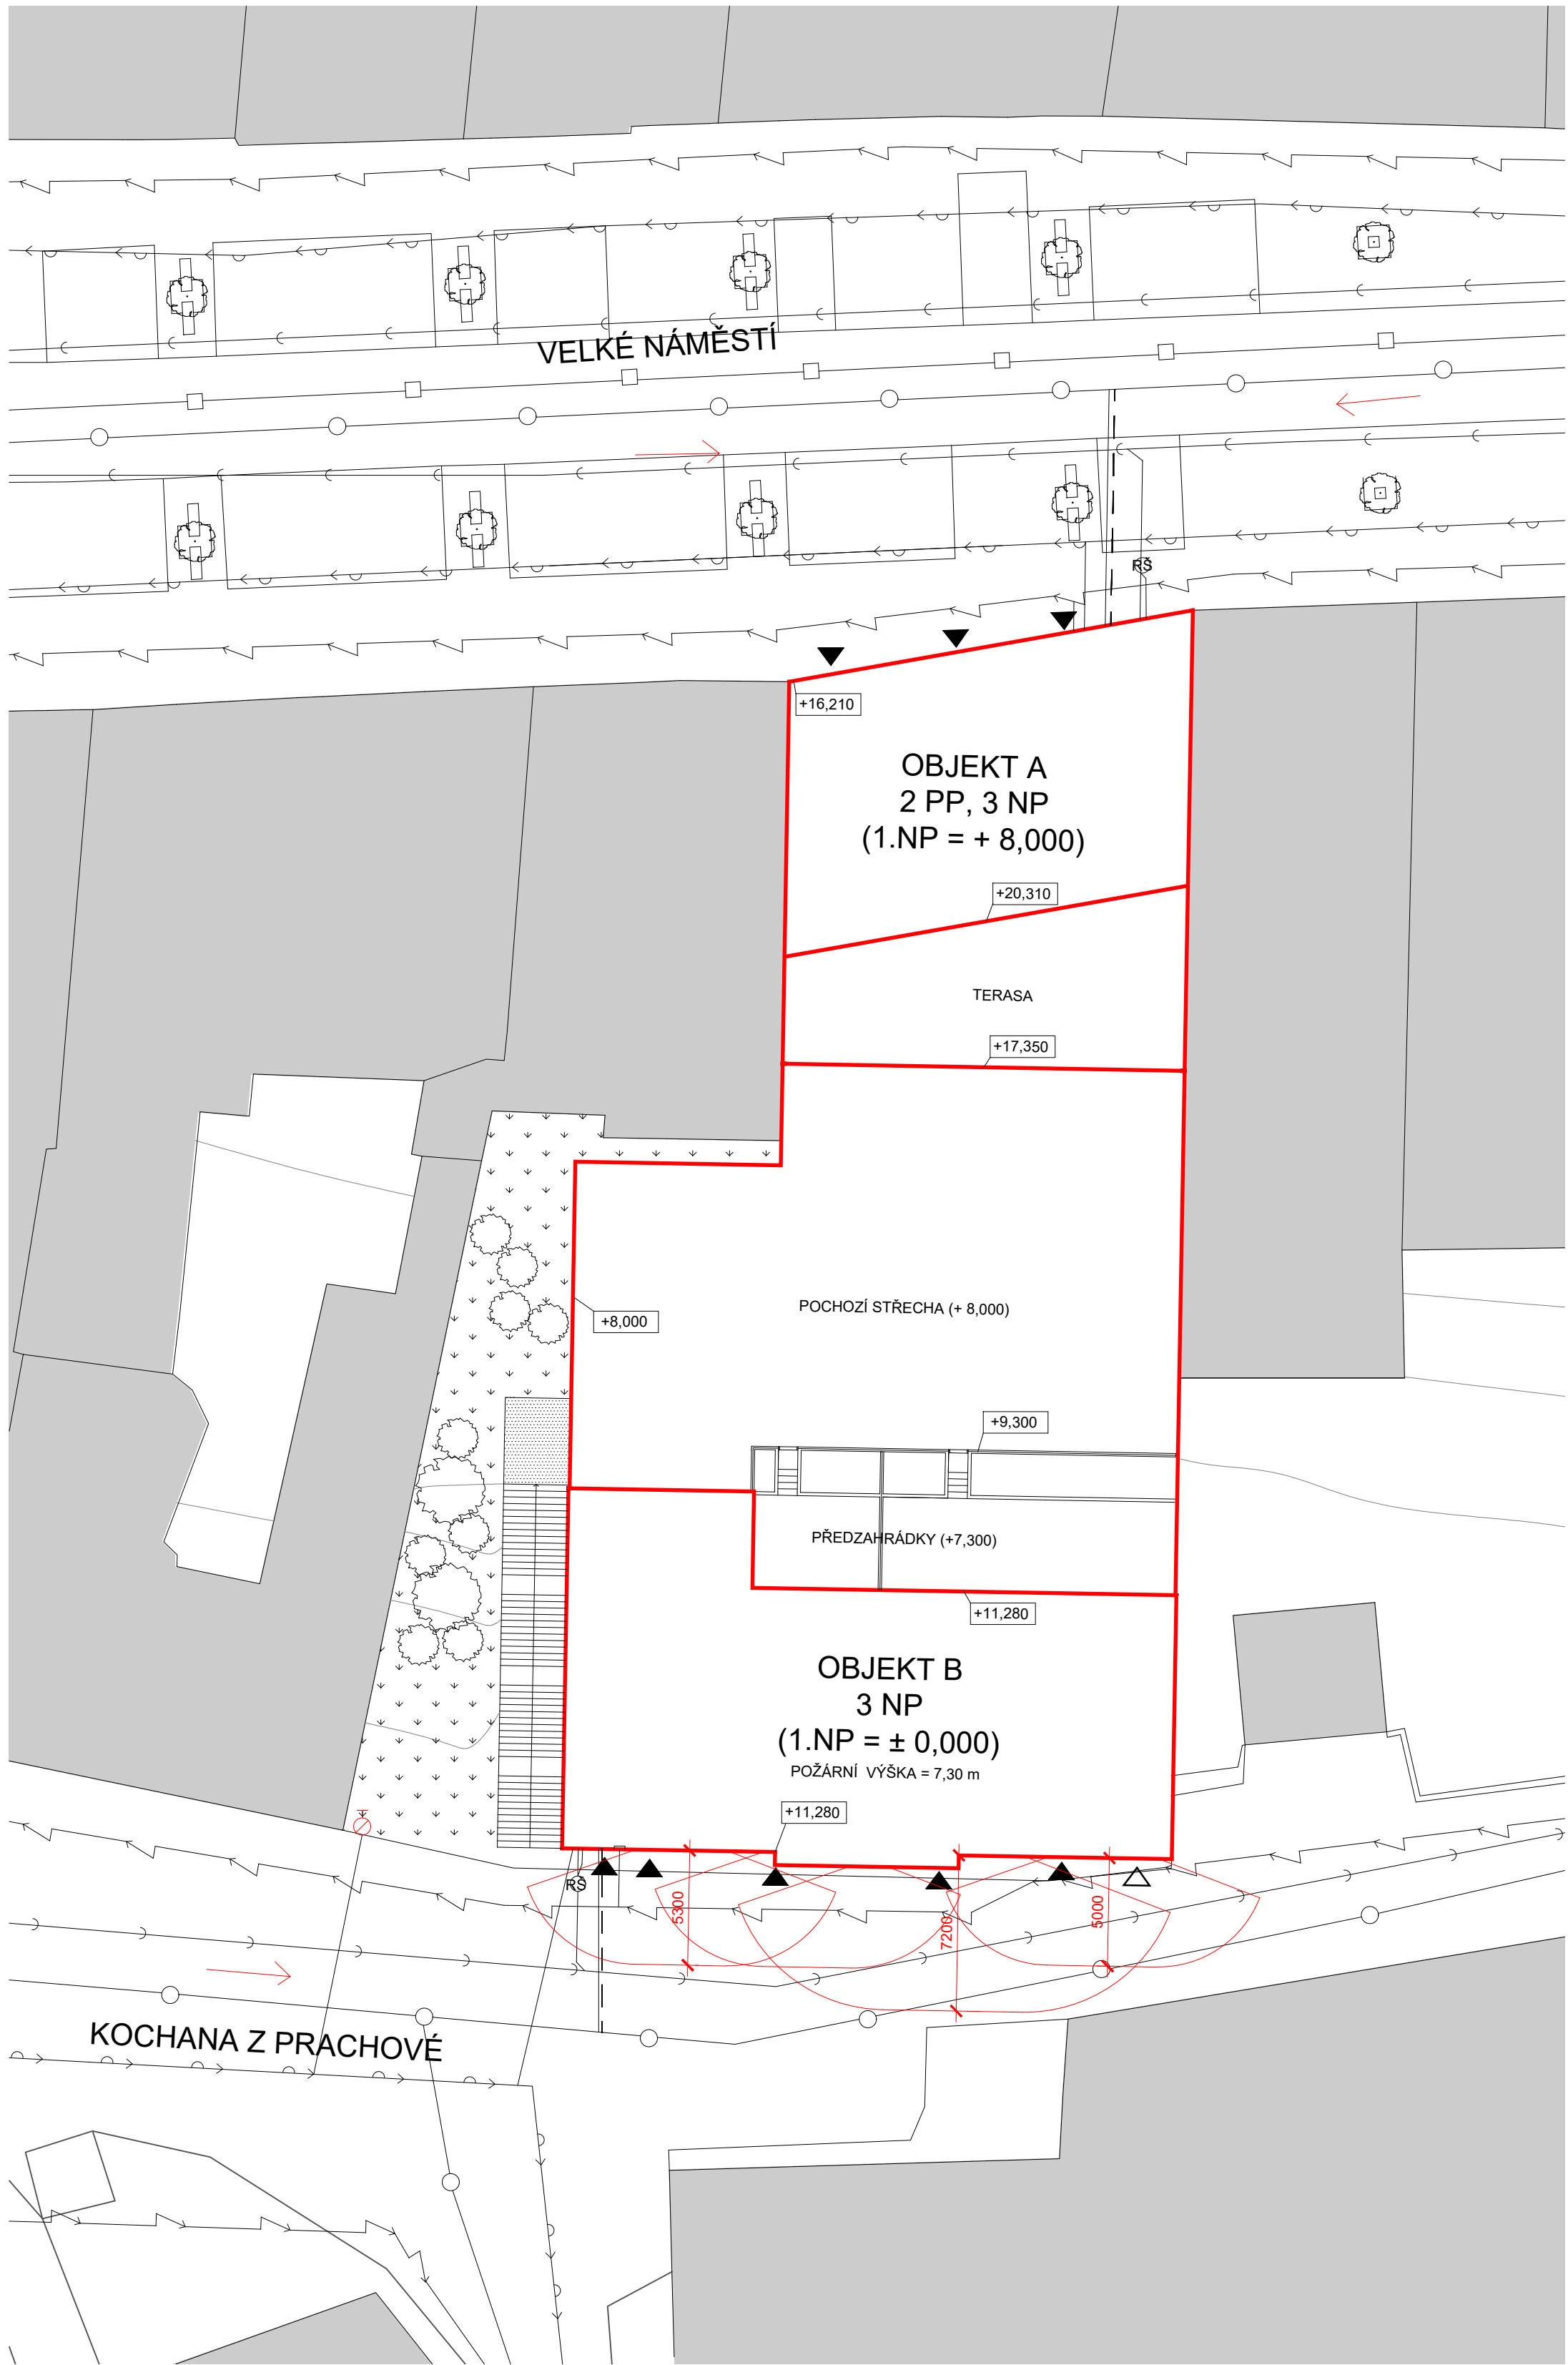 VELKÉ NÁMĚSTÍ
RŠ
+16,210
OBJEKT A
2 PP, 3 NP
(1.NP = + 8,000)
+20,310
TERASA
+17,350
POCHOZÍ STŘECHA (+ 8,000)
+8,000
+9,300
PŘEDZAHRÁDKY (+7,300)
+11,280
OBJEKT B
3 NP
(1.NP = ± 0,000)
POŽÁRNÍ VÝŠKA = 7,30 m
+11,280
RŠ
5300
7200
5000
KOCHANA Z PRACHOVÉ